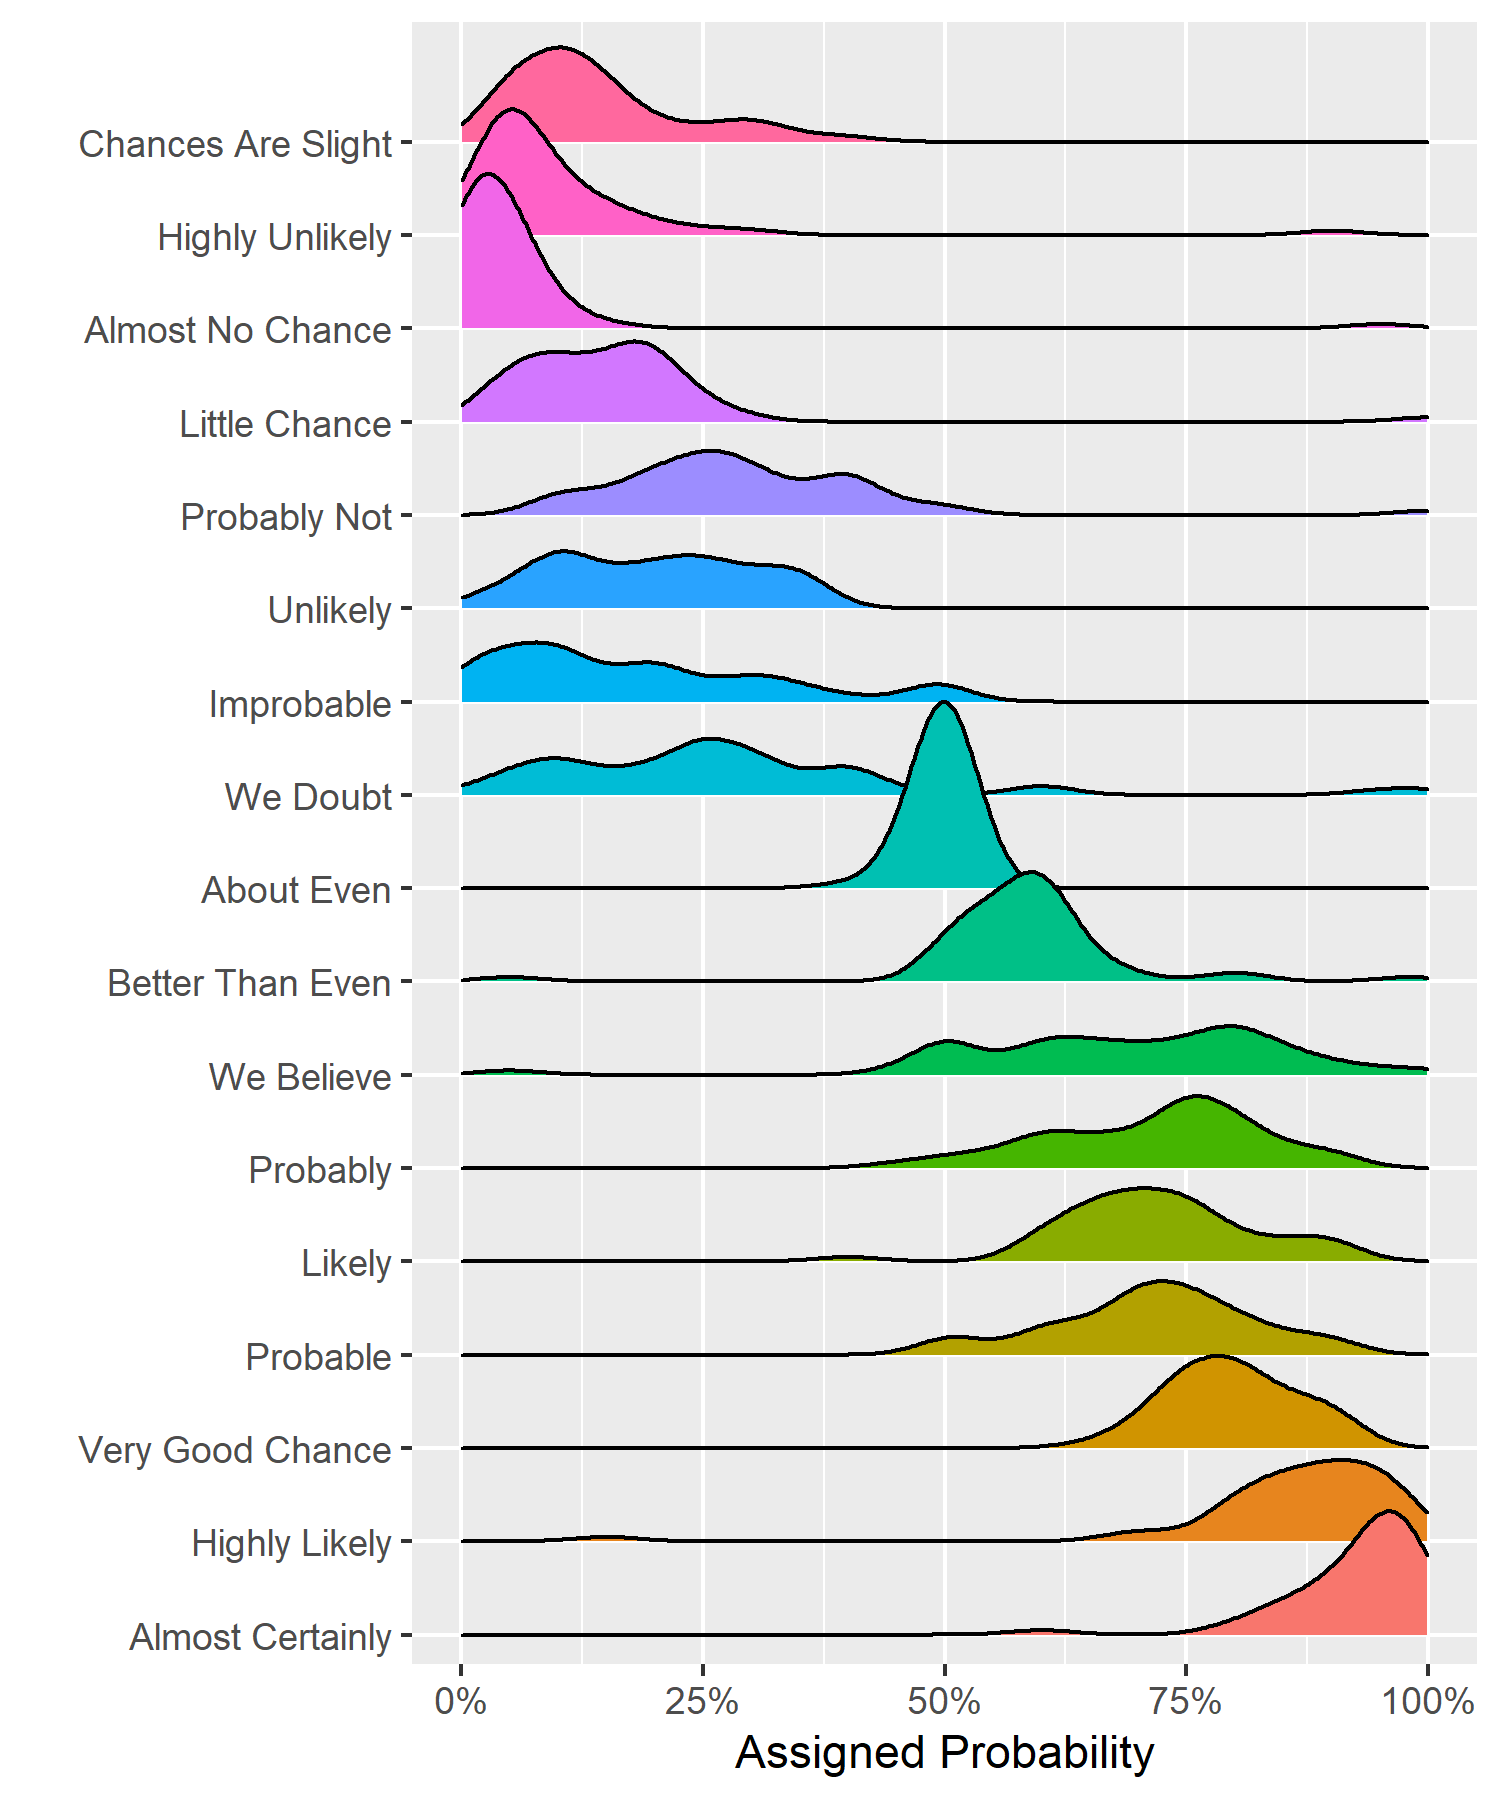 Chances Are Slight
Highly Unlikely
Almost No Chance
Little Chance
Probably Not
Unlikely
Improbable
We Doubt
About Even
Better Than Even
We Believe
Probably
Likely
Probable
Very Good Chance
Highly Likely
Almost Certainly
0% 25% 50% 75% 100%
Assigned Probability